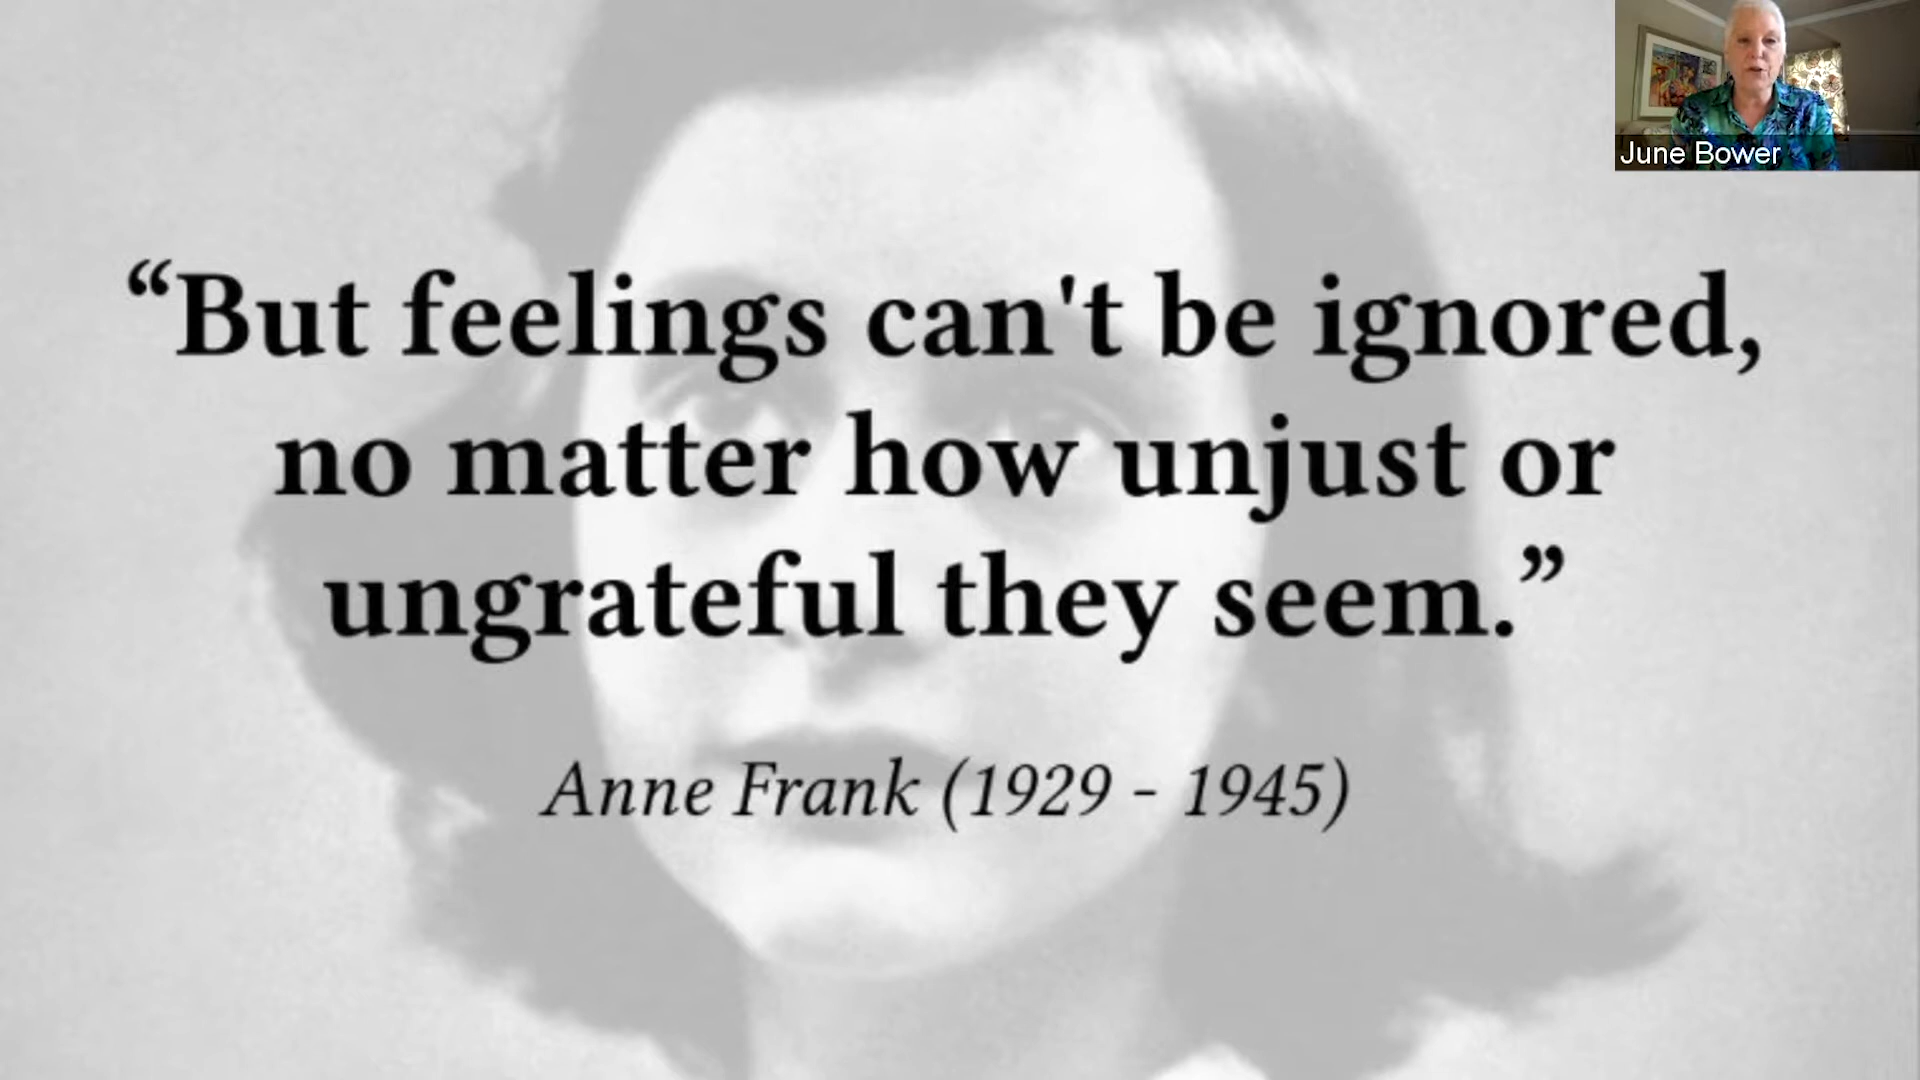 June Bower
“But feelings can't be ignored,
no matter how unjust or
ungrateful they seem.”
Anne Frank (1929 - 1945)